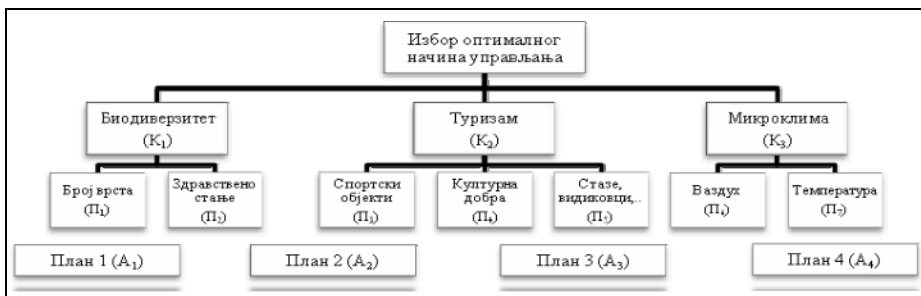 Избор оптималног
начина управљања
Биодиверзитет
(К₁)
Туризам
(К₂)
Микроклима
(К₃)
Број врста
(П₁)
Здравствено
стање
(П₂)
Спортски
објекти
(П₃)
Културна
добра
(П₄)
Стазе,
видиковци,..
(П₅)
Ваздух
(П₆)
Температура
(П₇)
План 1 (А₁)
План 2 (А₂)
План 3 (А₃)
План 4 (А₄)